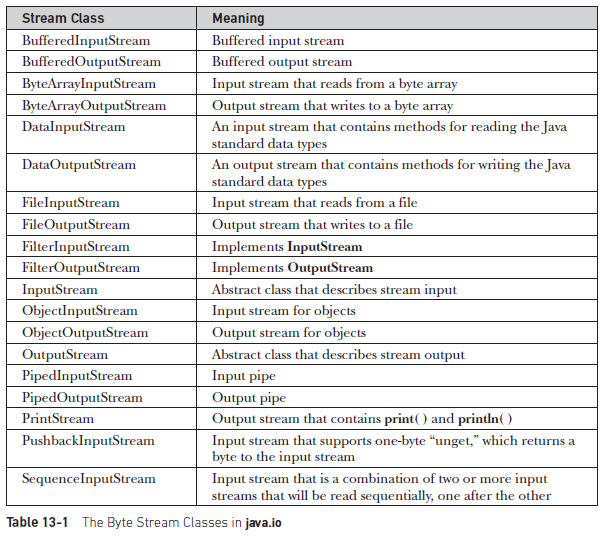 Stream Class Meaning
BufferedInputStream Buffered input stream
BufferedOutputStream Buffered output stream
ByteArrayInputStream Input stream that reads from a byte array
ByteArrayOutputStream Output stream that writes to a byte array
DataInputStream An input stream that contains methods for reading the Java
standard data types
DataOutputStream An output stream that contains methods for writing the Java
standard data types
FileInputStream Input stream that reads from a file
FileOutputStream Output stream that writes to a file
FilterInputStream Implements InputStream
FilterOutputStream Implements OutputStream
InputStream Abstract class that describes stream input
ObjectInputStream Input stream for objects
ObjectOutputStream Output stream for objects
OutputStream Abstract class that describes stream output
PipedInputStream Input pipe
PipedOutputStream Output pipe
PrintStream Output stream that contains print( ) and println( )
PushbackInputStream Input stream that supports one-byte “unget,” which returns a
byte to the input stream
SequenceInputStream Input stream that is a combination of two or more input
streams that will be read sequentially, one after the other
Table 13-1 The Byte Stream Classes in java.io